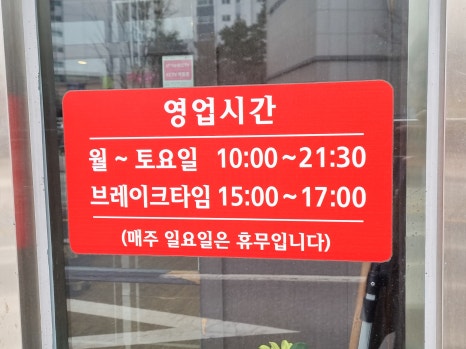 영업시간
월 ~ 토요일 10:00~21:30
브레이크타임 15:00~17:00
(매주 일요일은 휴무입니다)